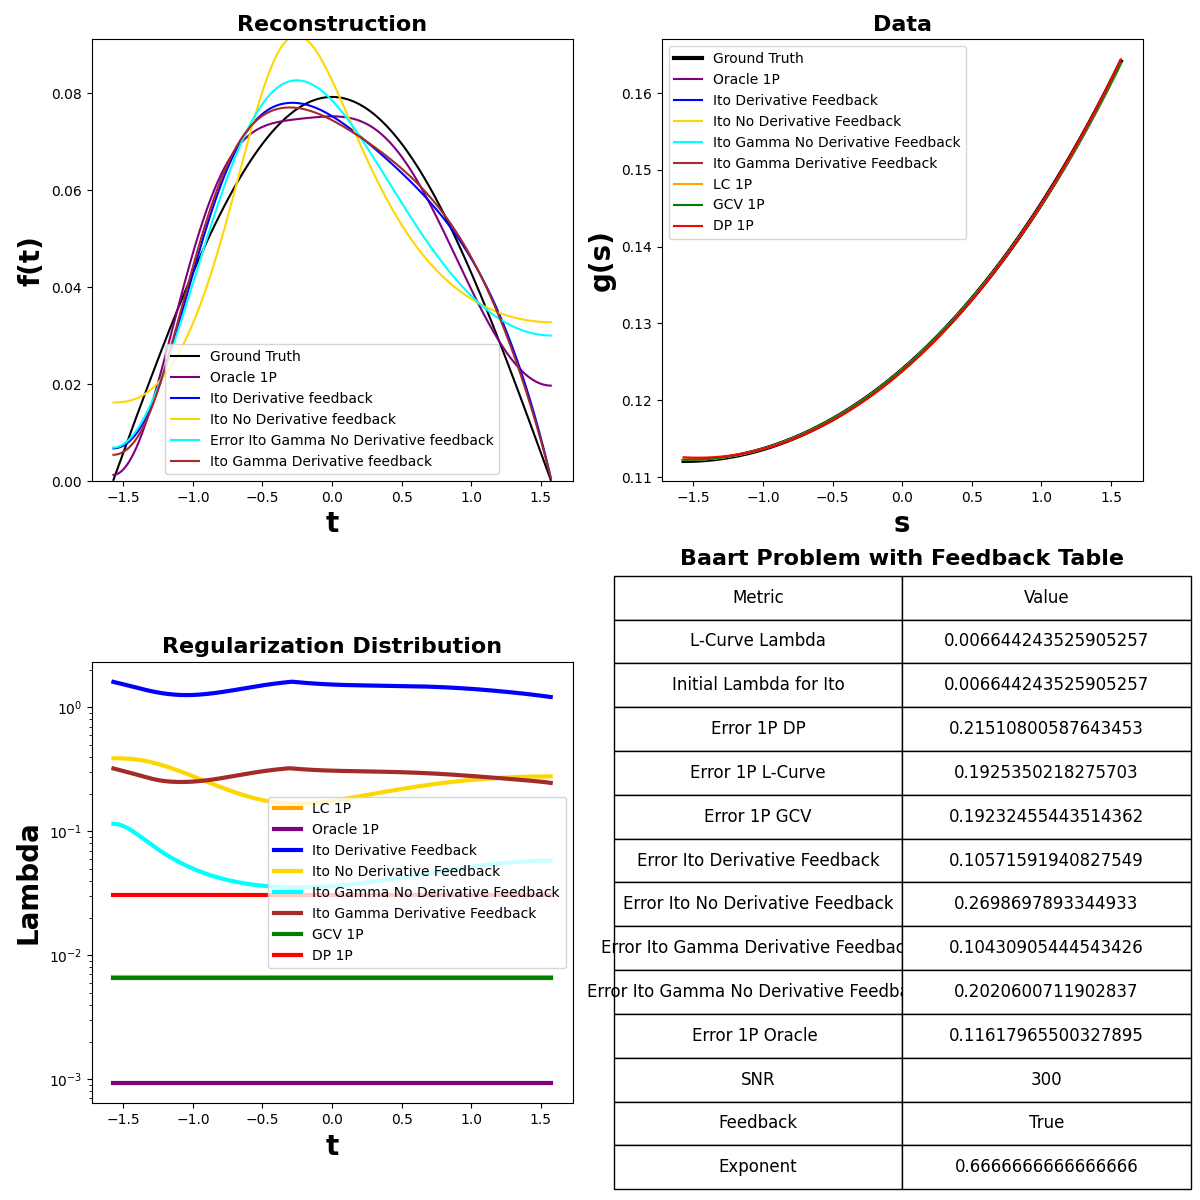 Reconstruction
f(t)
0.08
0.06
0.04
0.02
0.00
Ground Truth
Oracle 1P
Ito Derivative feedback
Ito No Derivative feedback
Error Ito Gamma No Derivative feedback
Ito Gamma Derivative feedback
−1.5 −1.0 −0.5 0.0 0.5 1.0 1.5
t
Data
g(s)
0.16
0.15
0.14
0.13
0.12
0.11
Ground Truth
Oracle 1P
Ito Derivative Feedback
Ito No Derivative Feedback
Ito Gamma No Derivative Feedback
Ito Gamma Derivative Feedback
LC 1P
GCV 1P
DP 1P
−1.5 −1.0 −0.5 0.0 0.5 1.0 1.5
s
Regularization Distribution
Lambda
10⁰
10⁻¹
10⁻²
10⁻³
LC 1P
Oracle 1P
Ito Derivative Feedback
Ito No Derivative Feedback
Ito Gamma No Derivative Feedback
Ito Gamma Derivative Feedback
GCV 1P
DP 1P
−1.5 −1.0 −0.5 0.0 0.5 1.0 1.5
t
Baart Problem with Feedback Table
Metric Value
L-Curve Lambda 0.006644243525905257
Initial Lambda for Ito 0.006644243525905257
Error 1P DP 0.21510800587643453
Error 1P L-Curve 0.1925350218275703
Error 1P GCV 0.19232455443514362
Error Ito Derivative Feedback 0.10571591940827549
Error Ito No Derivative Feedback 0.2698697893344933
Error Ito Gamma Derivative Feedbac 0.10430905444543426
Error Ito Gamma No Derivative Feedba 0.2020600711902837
Error 1P Oracle 0.11617965500327895
SNR 300
Feedback True
Exponent 0.6666666666666666